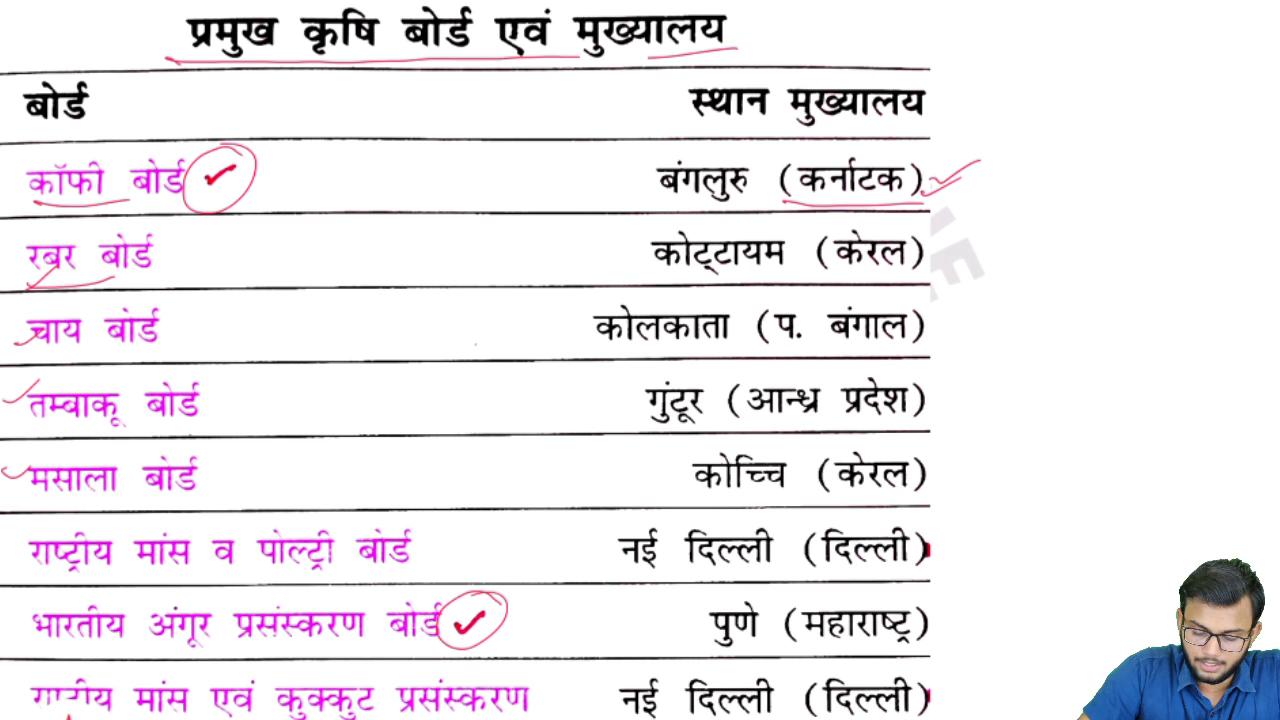 प्रमुख कृषि बोर्ड एवं मुख्यालय
बोर्ड स्थान मुख्यालय
कॉफी बोर्ड बंगलुरु (कर्नाटक)
रबर बोर्ड कोट्टायम (केरल)
चाय बोर्ड कोलकाता (प. बंगाल)
तम्बाकू बोर्ड गुंटूर (आन्ध्र प्रदेश)
मसाला बोर्ड कोच्चि (केरल)
राष्ट्रीय मांस व पोल्ट्री बोर्ड नई दिल्ली (दिल्ली)
भारतीय अंगूर प्रसंस्करण बोर्ड पुणे (महाराष्ट्र)
मांस एवं कुक्कुट प्रसंस्करण नई दिल्ली (दिल्ली)